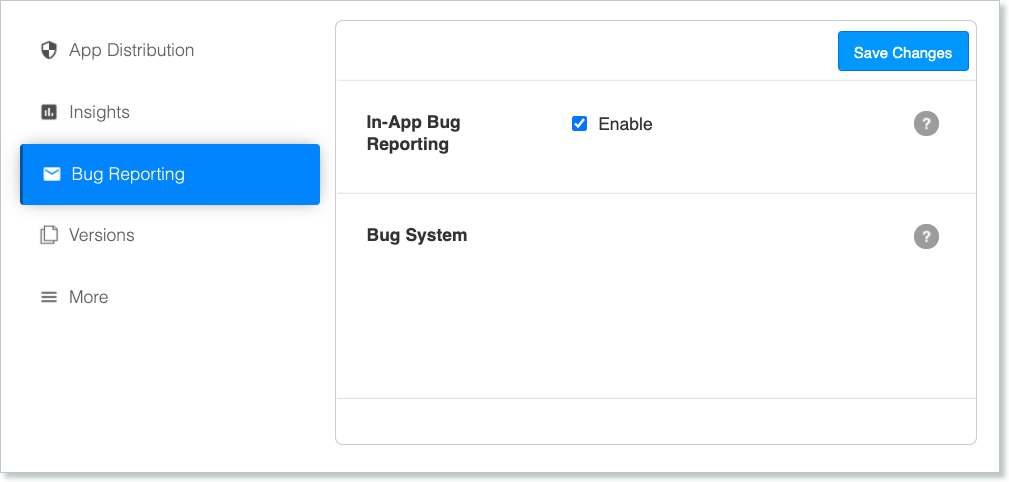 App Distribution
Insights
Bug Reporting
Versions
More
Save Changes
In-App Bug
Reporting
Enable
?
Bug System
?